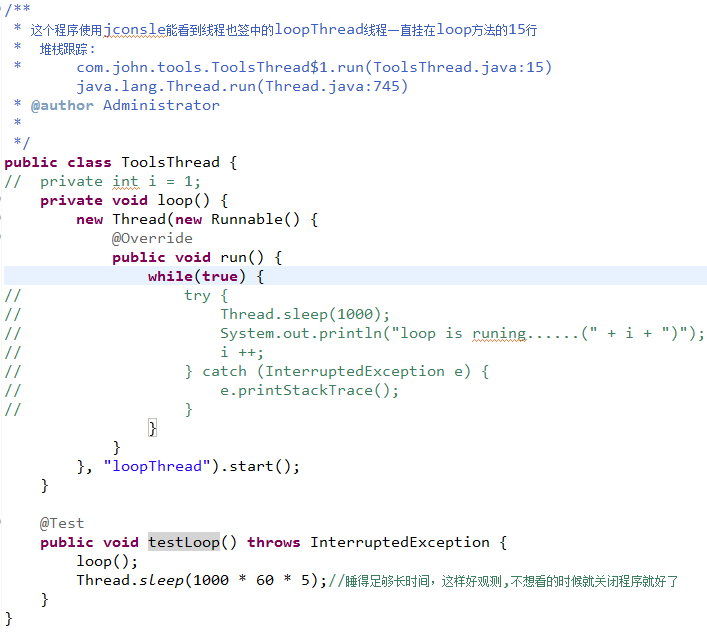 /**
 * 这个程序使用jconsle能看到线程也签中的loopThread线程一直挂在loop方法的15行
 *  堆栈跟踪:
 *      com.john.tools.ToolsThread$1.run(ToolsThread.java:15)
        java.lang.Thread.run(Thread.java:745)
 * @author Administrator
 *
 */
public class ToolsThread {
//  private int i = 1;
    private void loop() {
        new Thread(new Runnable() {
            @Override
            public void run() {
                while(true) {
//                  try {
//                      Thread.sleep(1000);
//                      System.out.println("loop is runing......(" + i + ")");
//                      i ++;
//                  } catch (InterruptedException e) {
//                      e.printStackTrace();
//                  }
                }
            }
        }, "loopThread").start();
    }
    @Test
    public void testLoop() throws InterruptedException {
        loop();
        Thread.sleep(1000 * 60 * 5);//睡得足够长时间，这样好观测,不想看的时候就关闭程序就好了
    }
}